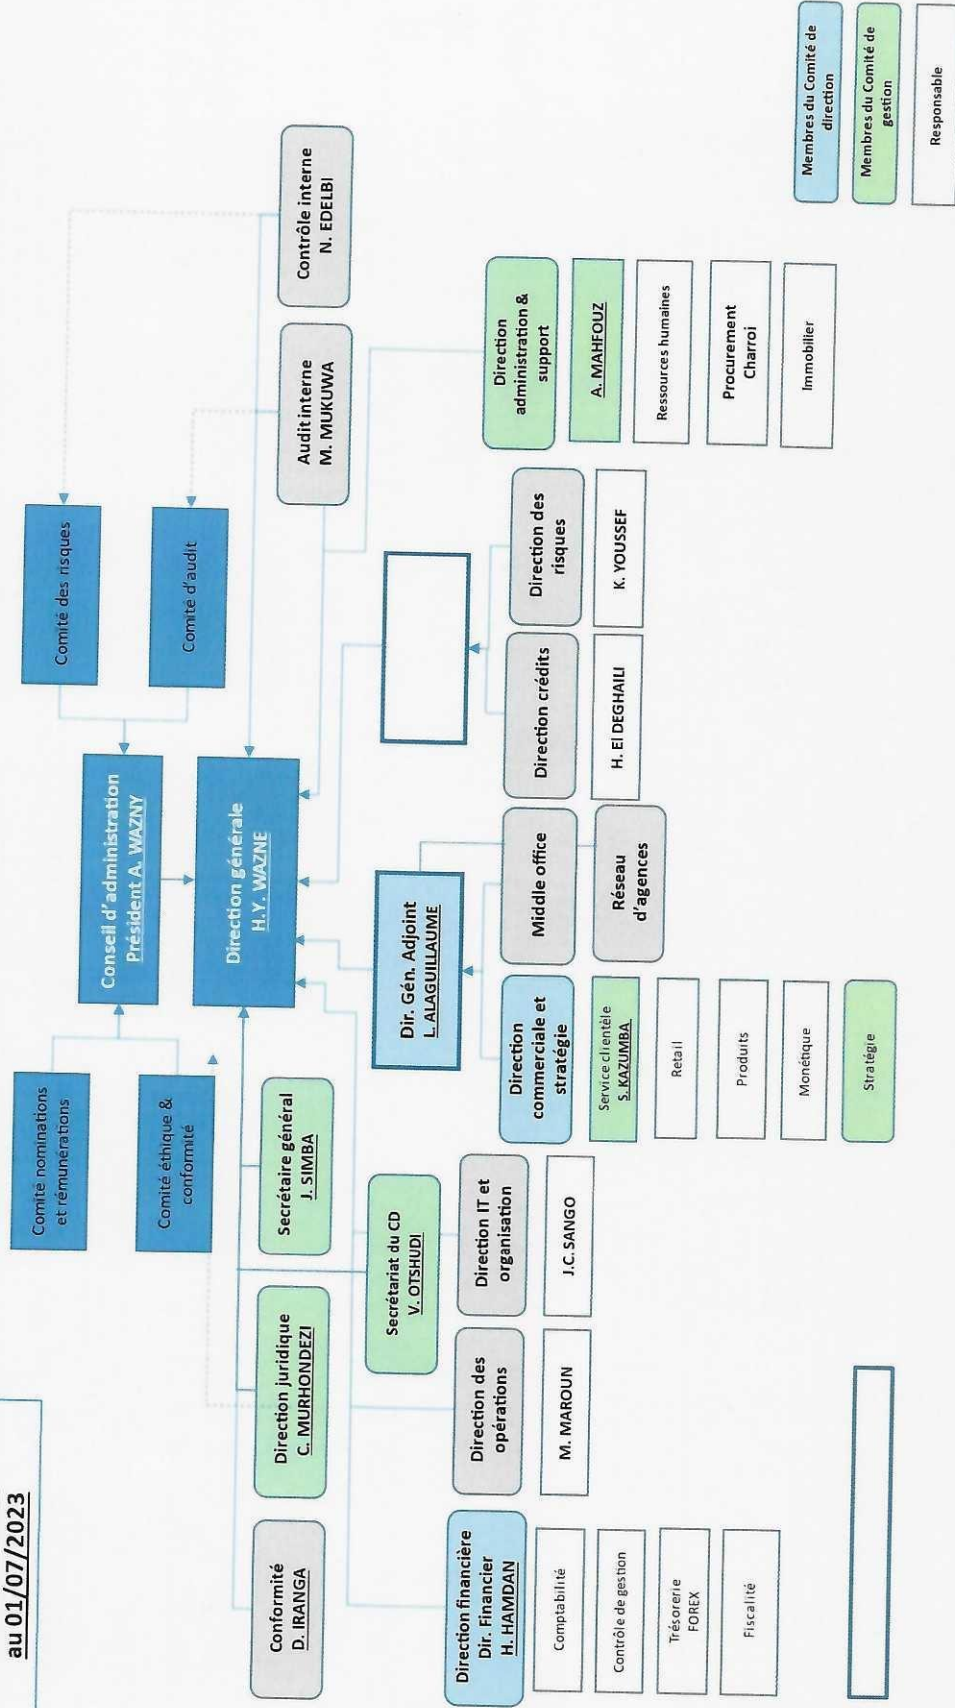 au 01/07/2023
Comité nominations
et rémunérations
Comité éthique &
conformité
Conseil d'administration
Président A. WAZNY
Comité des risques
Comité d'audit
Direction générale
H.Y. WAZNE
Conformité
D. IRANGA
Direction juridique
C. MURHONDEZI
Secrétaire général
J. SIMBA
Audit interne
M. MUKUWA
Contrôle interne
N. EDELBI
Secrétariat du CD
V. OTSHUDI
Dir. Gén. Adjoint
L. ALAGUILLAUME
Direction financière
Dir. Financier
H. HAMDAN
Comptabilité
Contrôle de gestion
Trésorerie
FOREX
Fiscalité
Direction des
opérations
M. MAROUN
Direction IT et
organisation
J.C. SANGO
Direction
commerciale et
stratégie
Service clientèle
S. KAZUMBA
Retail
Produits
Monétique
Stratégie
Middle office
Réseau
d'agences
Direction crédits
H. El DEGHAILI
Direction des
risques
K. YOUSSEF
Direction
administration &
support
A. MAHFOUZ
Ressources humaines
Procurement
Charroi
Immobilier
Membres du Comité de
direction
Membres du Comité de
gestion
Responsable